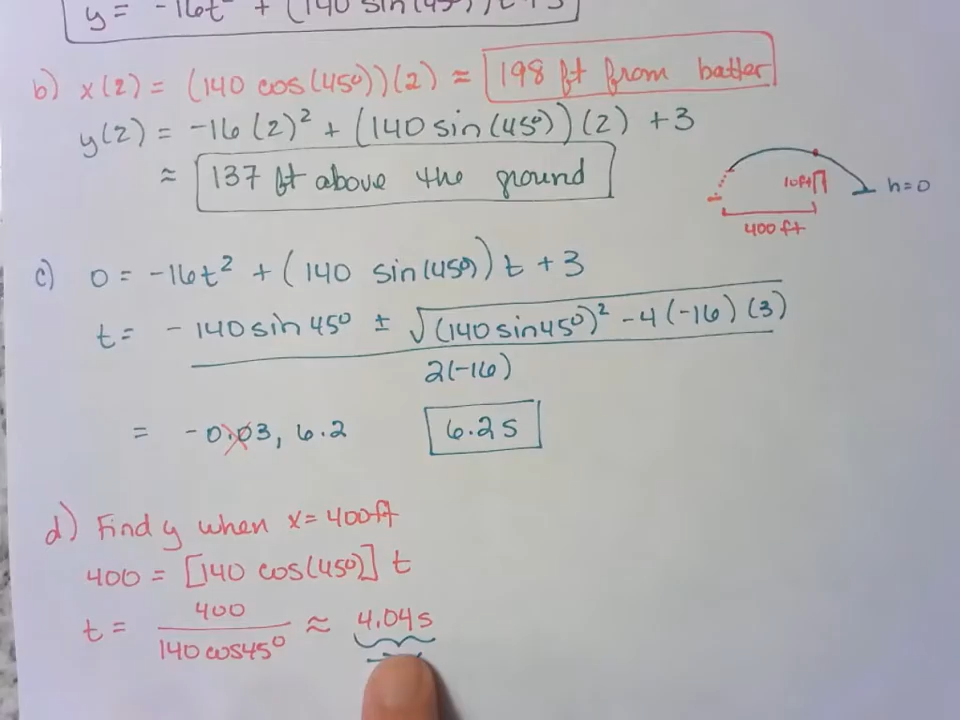 y = -16t² + (140 sin(45°))t + 3
b) x(2) = (140 cos(45°))(2) ≈ 198 ft from batter
y(2) = -16(2)² + (140 sin(45°))(2) + 3
≈ 137 ft above the ground
10ft h=0
400 ft
c) 0 = -16t² + (140 sin(45°))t + 3
t = -140 sin 45° ± √(140 sin 45°)² - 4(-16)(3)
2(-16)
= -0.03, 6.2 6.2s
d) Find y when x = 400ft
400 = [140 cos(45°)] t
t = 400 / 140 cos45° ≈ 4.04s